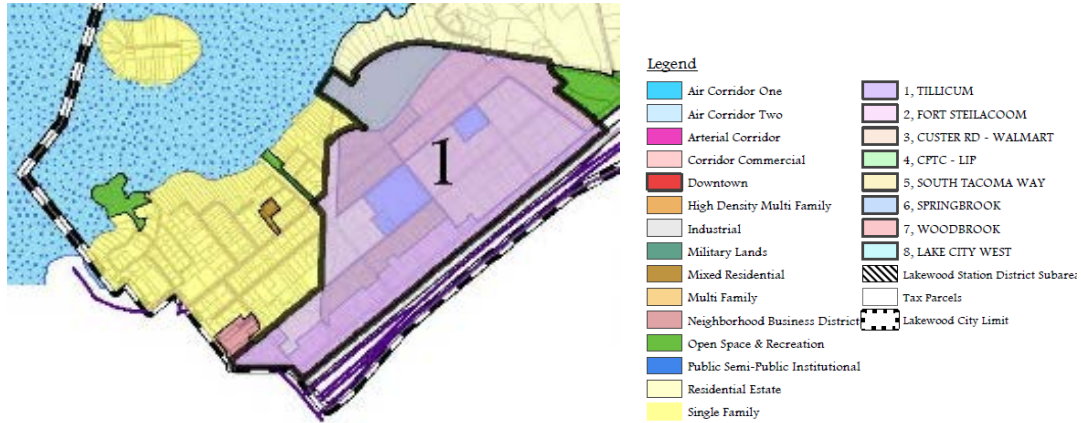 1
Legend
Air Corridor One
Air Corridor Two
Arterial Corridor
Corridor Commercial
Downtown
High Density Multi Family
Industrial
Military Lands
Mixed Residential
Multi Family
Neighborhood Business District
Open Space & Recreation
Public Semi-Public Institutional
Residential Estate
Single Family
1, TILLICUM
2, FORT STEILACOOM
3, CUSTER RD - WALMART
4, CPTC - LIP
5, SOUTH TACOMA WAY
6, SPRINGBROOK
7, WOODBROOK
8, LAKE CITY WEST
Lakewood Station District Subarea
Tax Parcels
Lakewood City Limit